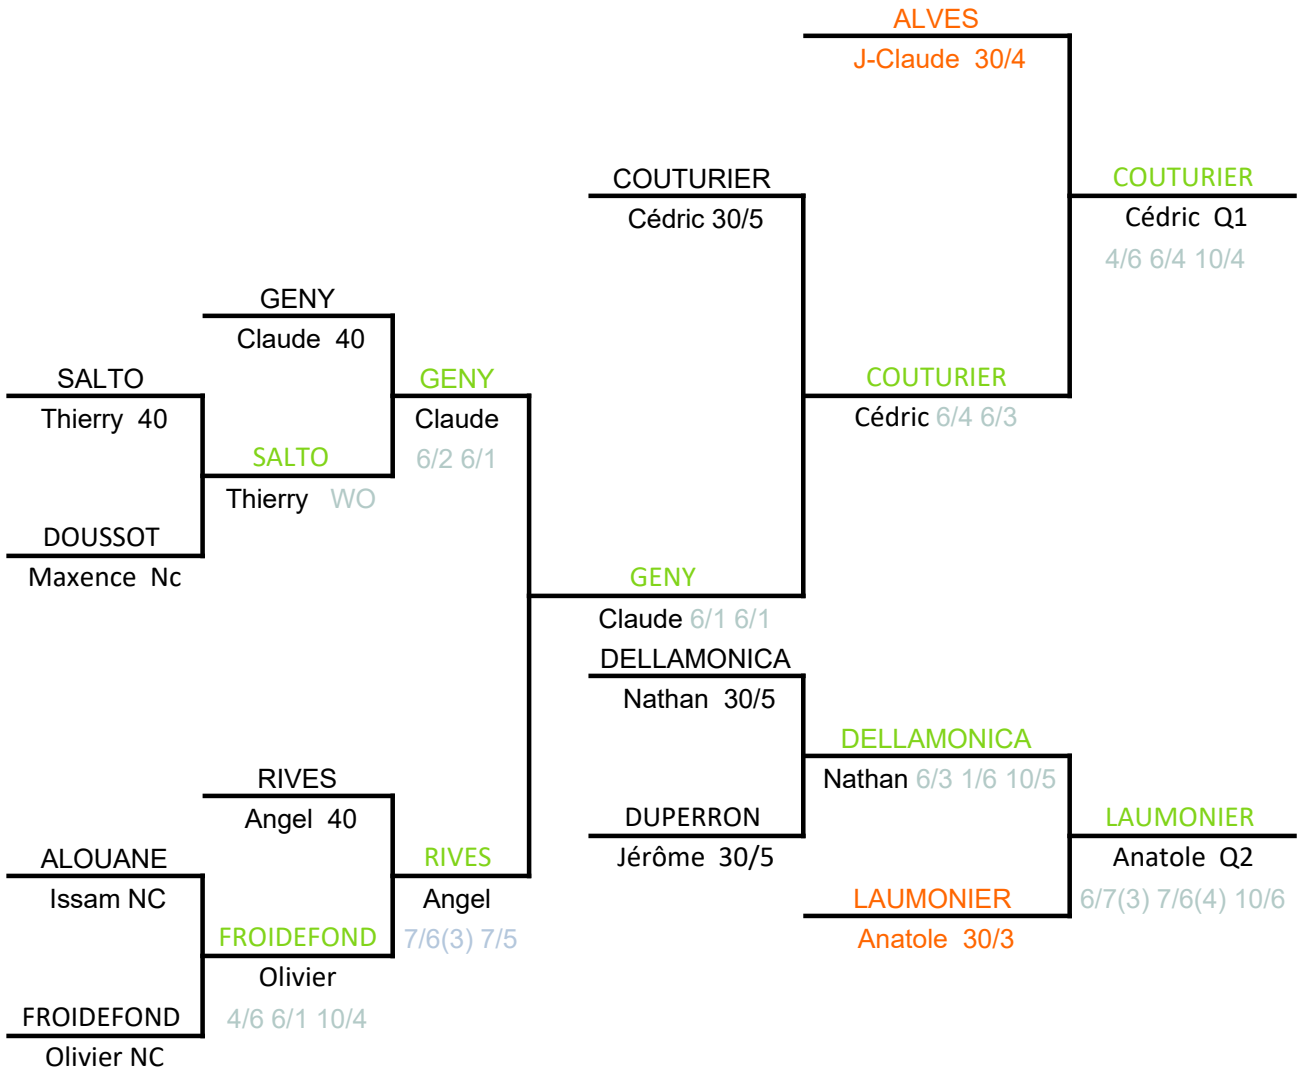 ALVES
J-Claude 30/4
COUTURIER
Cédric 30/5
COUTURIER
Cédric Q1
4/6 6/4 10/4
GENY
Claude 40
SALTO
Thierry 40
GENY
Claude
6/2 6/1
COUTURIER
Cédric 6/4 6/3
SALTO
Thierry WO
DOUSSOT
Maxence Nc
GENY
Claude 6/1 6/1
DELLAMONICA
Nathan 30/5
DELLAMONICA
Nathan 6/3 1/6 10/5
RIVES
Angel 40
DUPERRON
Jérôme 30/5
LAUMONIER
Anatole Q2
6/7(3) 7/6(4) 10/6
ALOUANE
Issam NC
RIVES
Angel
7/6(3) 7/5
LAUMONIER
Anatole 30/3
FROIDEFOND
Olivier
4/6 6/1 10/4
FROIDEFOND
Olivier NC